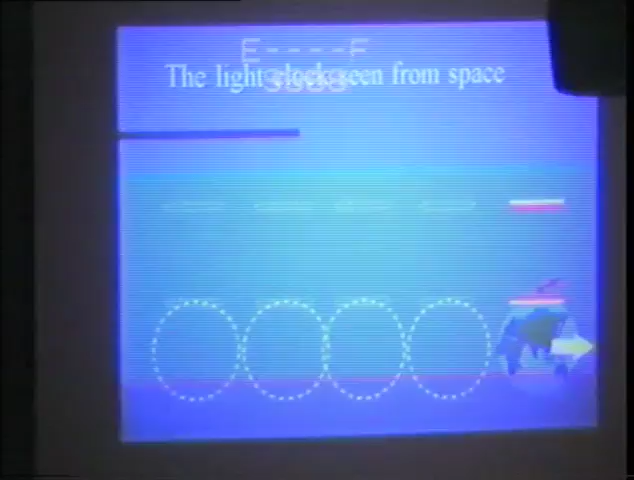 E-----F
The light clock seen from space